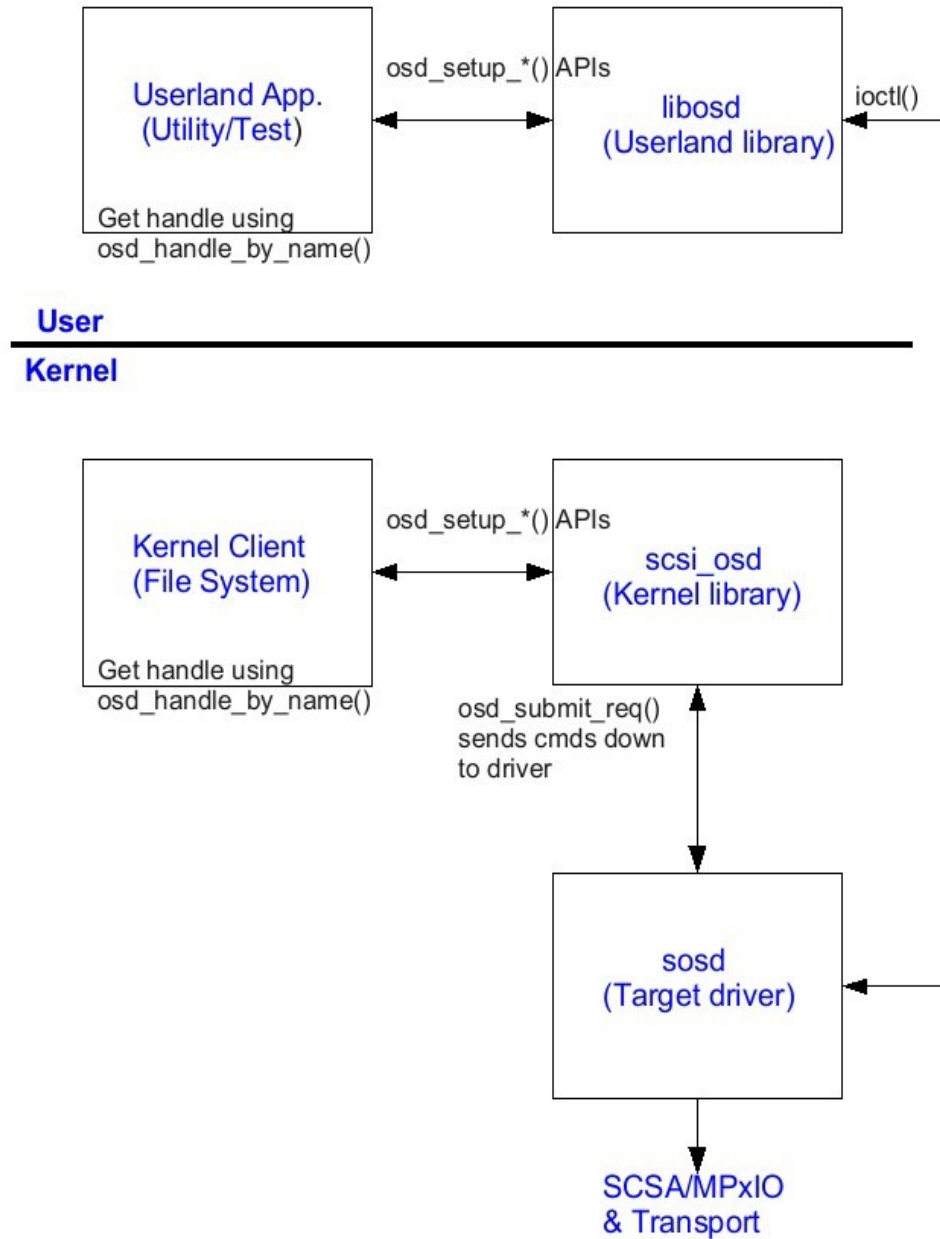 osd_setup_*() APIs
Userland App.
(Utility/Test)
libosd
(Userland library)
ioctl()
Get handle using
osd_handle_by_name()
User
Kernel
osd_setup_*() APIs
Kernel Client
(File System)
scsi_osd
(Kernel library)
Get handle using
osd_handle_by_name()
osd_submit_req()
sends cmds down
to driver
sosd
(Target driver)
SCSA/MPxIO
& Transport